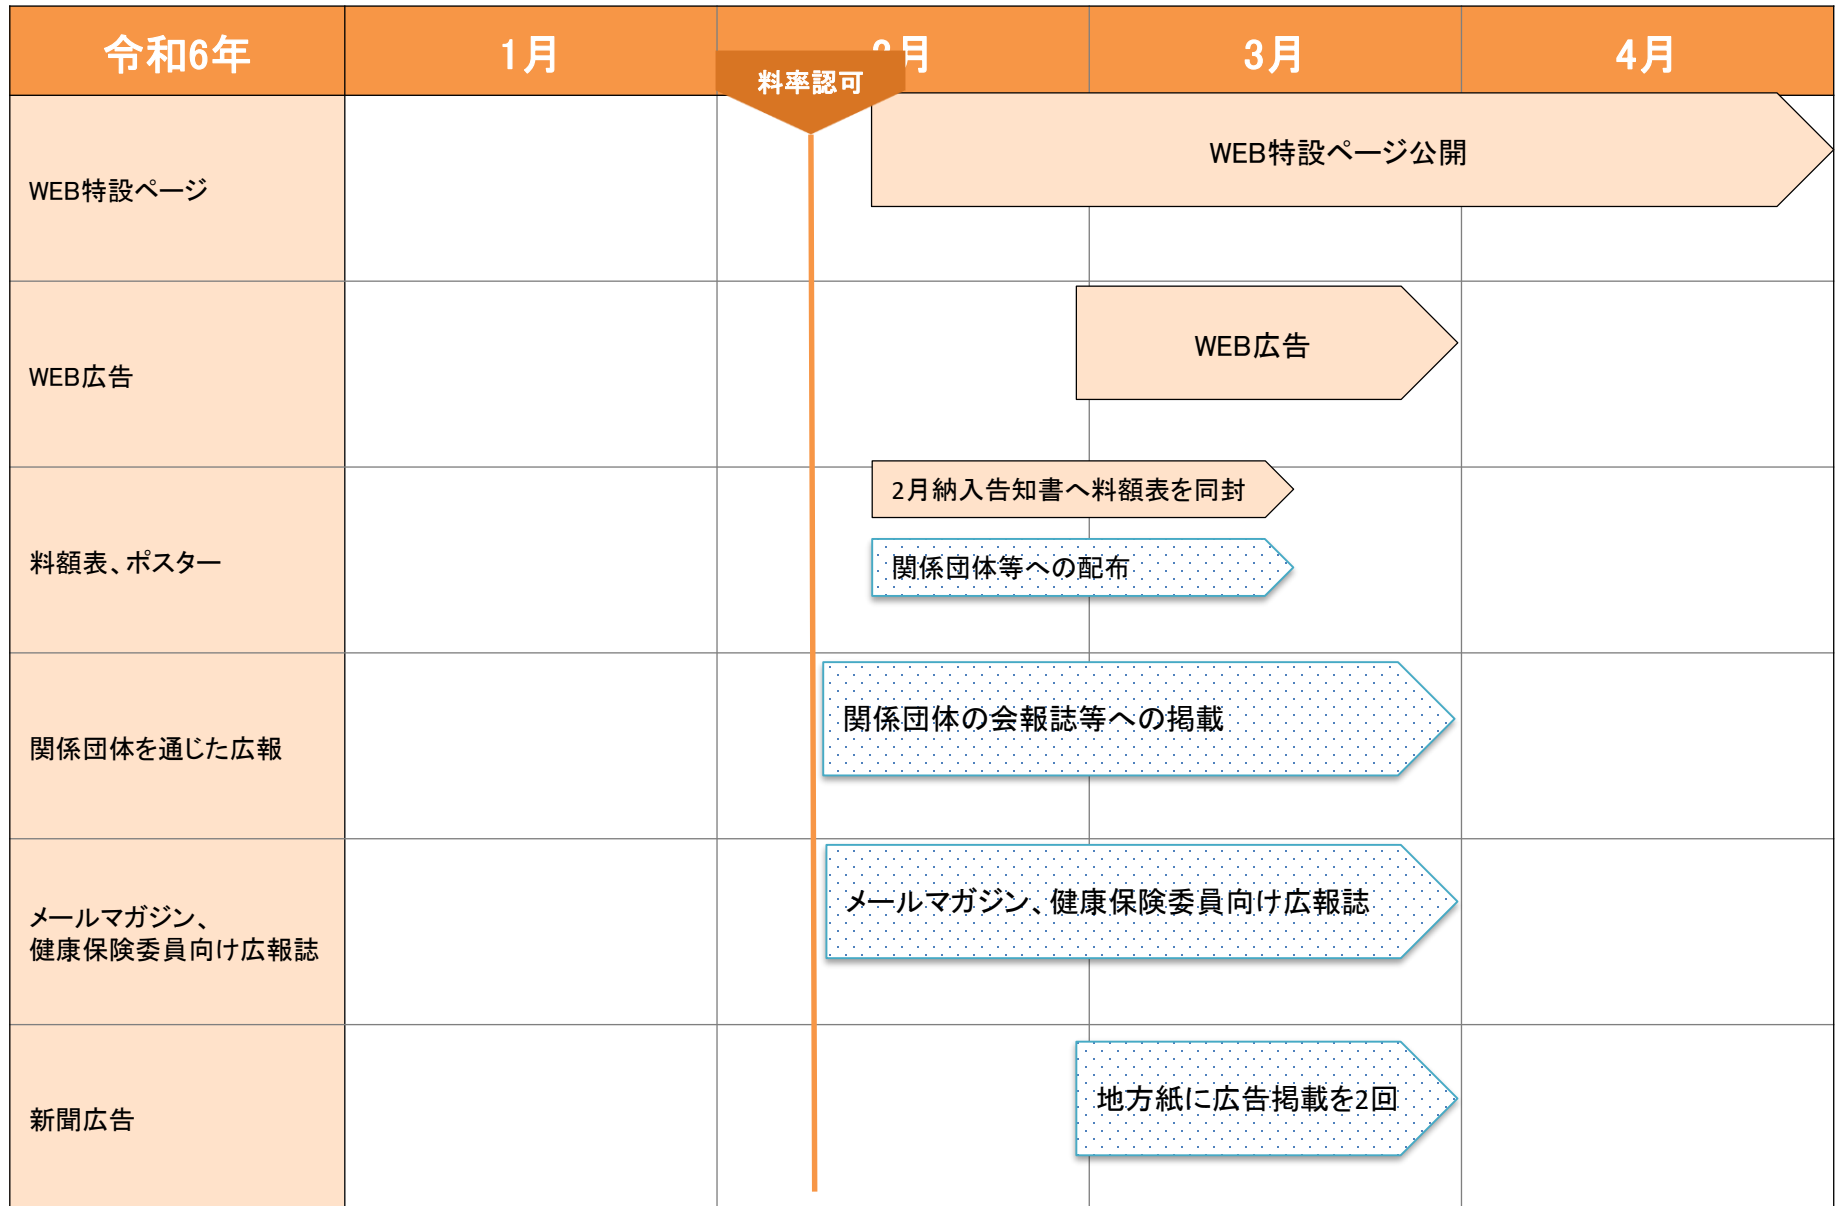 令和6年
1月
2月
3月
4月
料率認可
WEB特設ページ
WEB特設ページ公開
WEB広告
WEB広告
料額表、ポスター
2月納入告知書へ料額表を同封
関係団体等への配布
関係団体を通じた広報
関係団体の会報誌等への掲載
メールマガジン、
健康保険委員向け広報誌
メールマガジン、健康保険委員向け広報誌
新聞広告
地方紙に広告掲載を2回